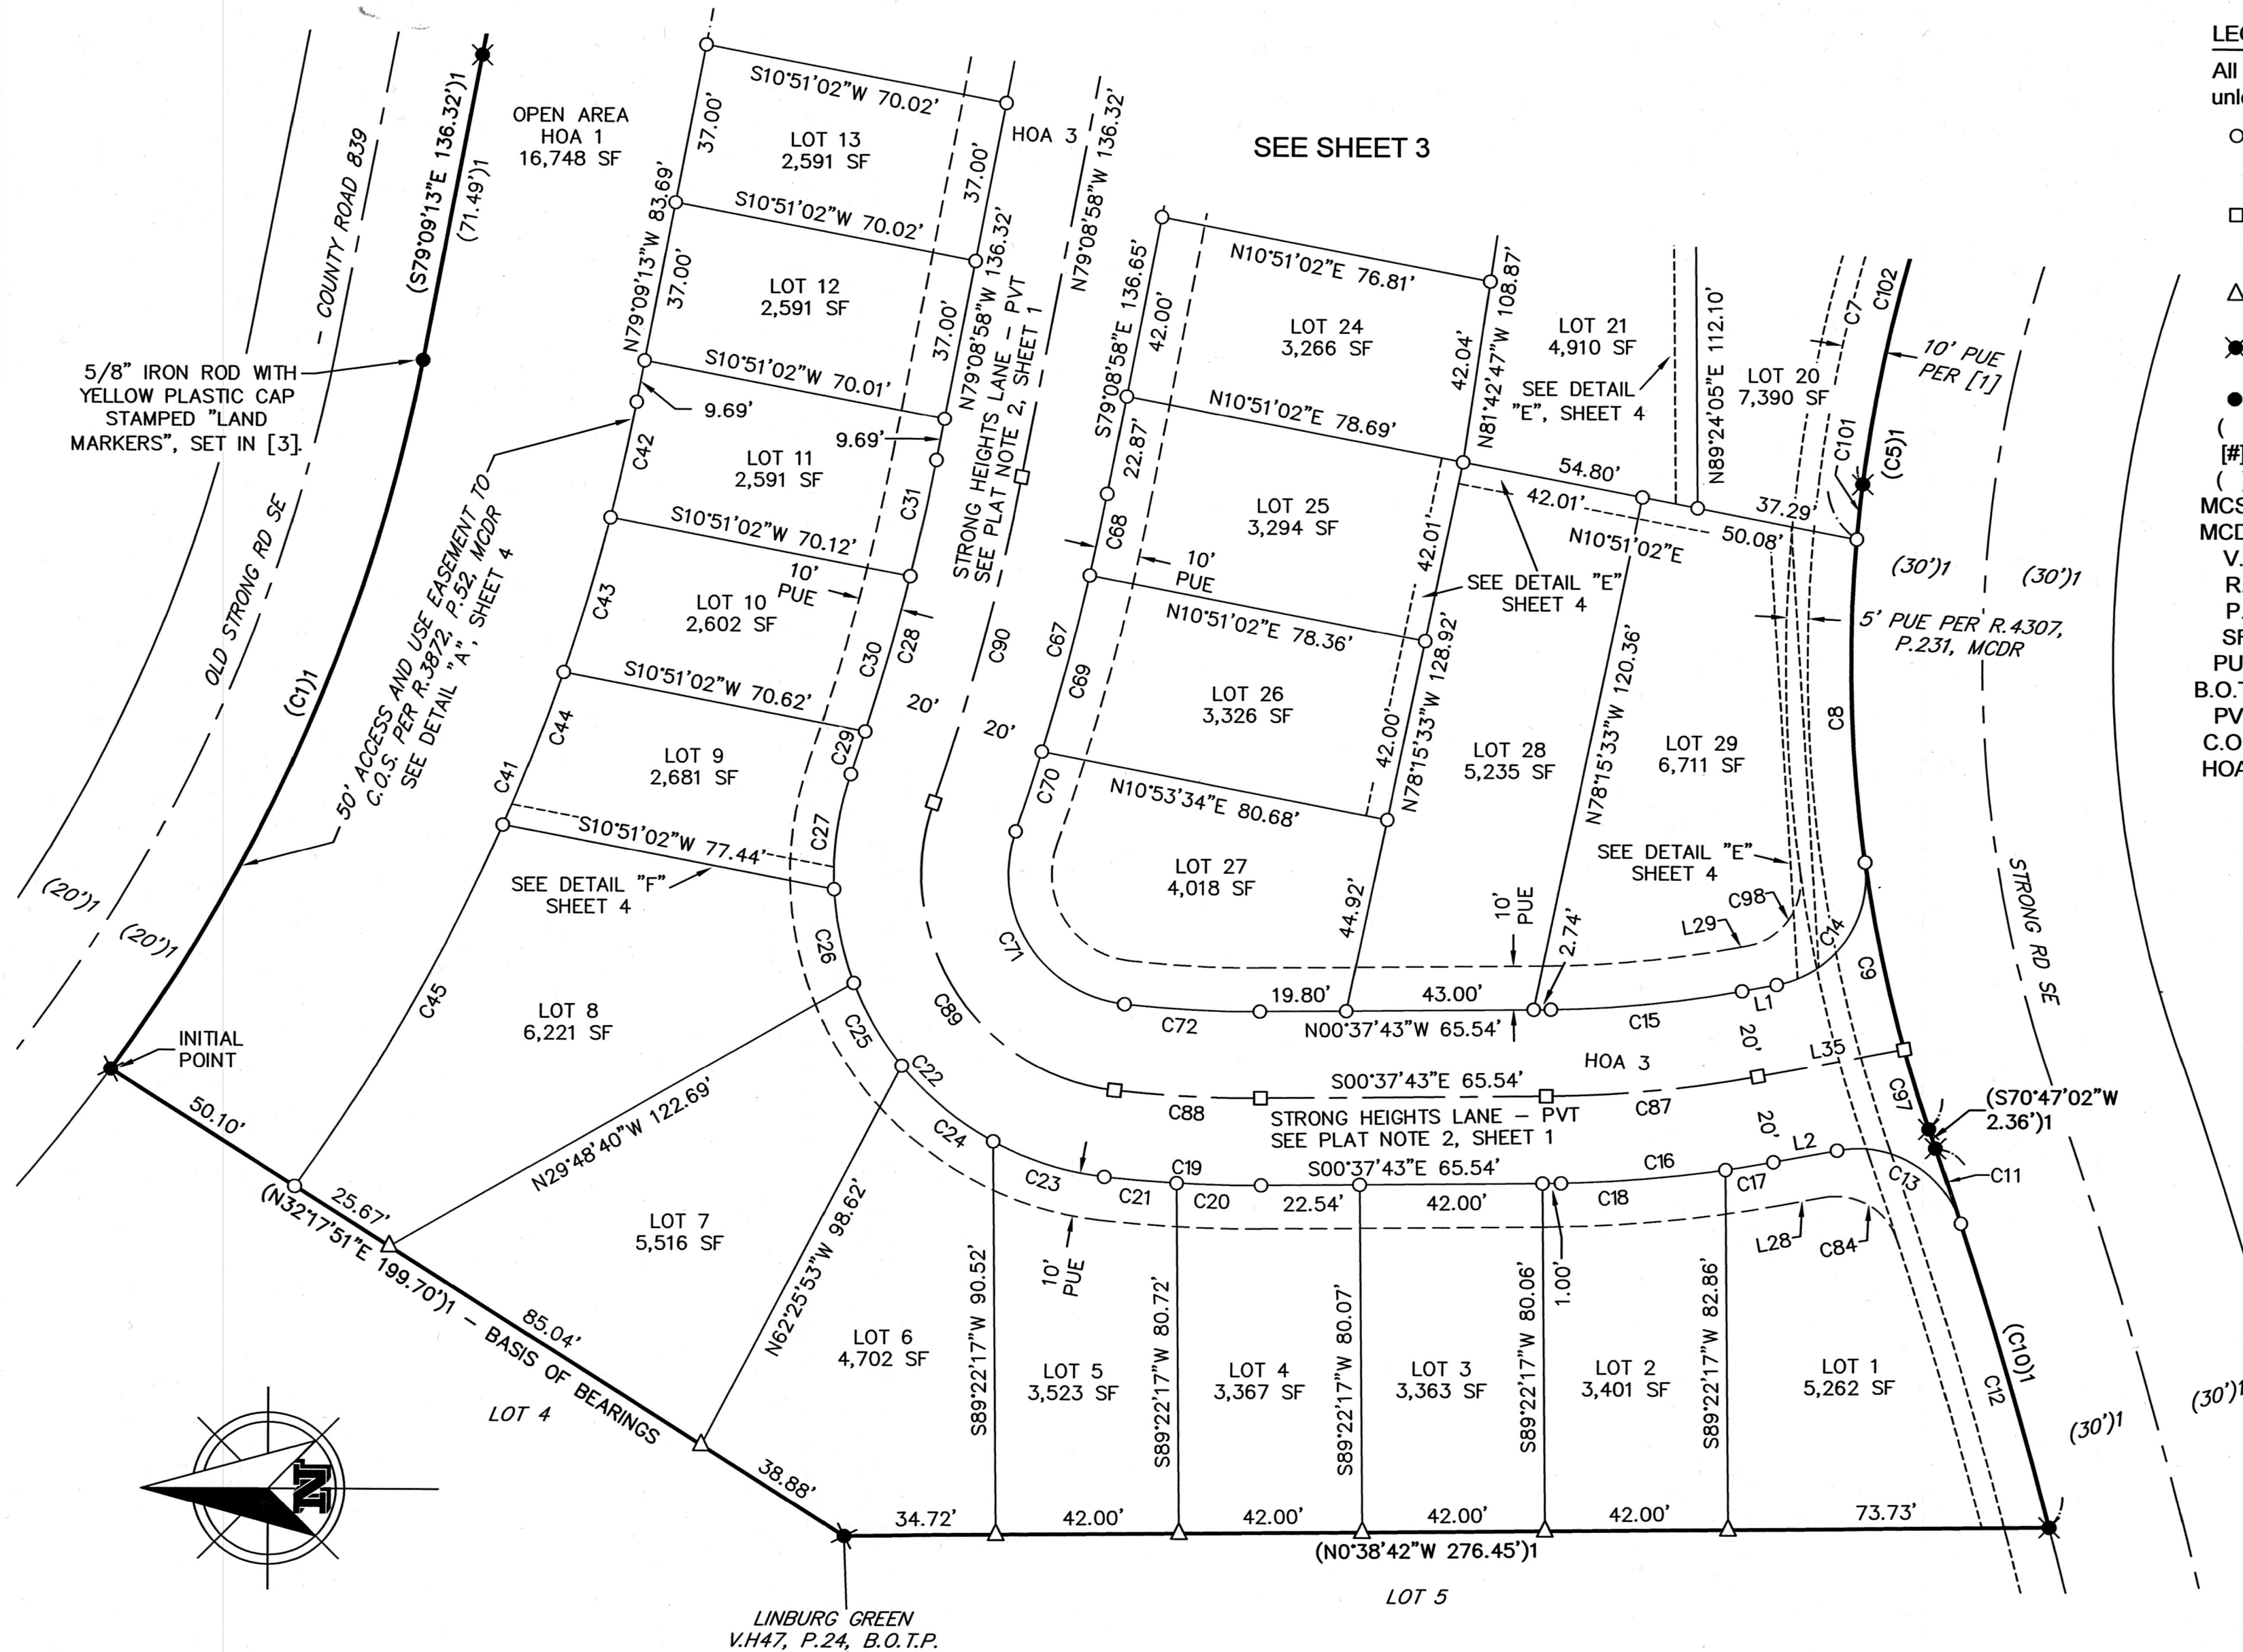 SEE SHEET 3
LEG
All
unle
[#]
MCS
MCD
V.
R.
P.
SF
PU
B.O.T
PV
C.O
HOA
OPEN AREA
HOA 1
16,748 SF
(S79°09'13"E 136.32')1
(71.49')1
OLD STRONG RD SE
– COUNTY ROAD 839
5/8" IRON ROD WITH
YELLOW PLASTIC CAP
STAMPED "LAND
MARKERS", SET IN [3].
(C1)1
50' ACCESS AND USE EASEMENT TO
C.O.S. PER R.3872, P.52, MCDR
SEE DETAIL "A", SHEET 4
(20')1
(20')1
INITIAL
POINT
S10°51'02"W 70.02'
37.00'
LOT 13
2,591 SF
37.00'
HOA 3
N79°09'13"W 83.69'
S10°51'02"W 70.02'
37.00'
LOT 12
2,591 SF
37.00'
N79°08'58"W 136.32'
N79°08'58"W 136.32'
STRONG HEIGHTS LANE – PVT
SEE PLAT NOTE 2, SHEET 1
S10°51'02"W 70.01'
9.69'
9.69'
C42
LOT 11
2,591 SF
C31
S10°51'02"W 70.12'
C43
10'
PUE
LOT 10
2,602 SF
C30
C28
C90
20'
20'
S10°51'02"W 70.62'
C44
C41
LOT 9
2,681 SF
C29
C27
S10°51'02"W 77.44'
SEE DETAIL "F"
SHEET 4
C26
C45
LOT 8
6,221 SF
C25
C22
C89
50.10'
25.67'
(N32°17'51"E 199.70')1 – BASIS OF BEARINGS
85.04'
38.88'
N29°48'40"W 122.69'
LOT 7
5,516 SF
N62°25'53"W 98.62'
C24
C23
LOT 4
LOT 6
4,702 SF
S89°22'17"W 90.52'
10'
PUE
LOT 5
3,523 SF
S89°22'17"W 80.72'
LOT 4
3,367 SF
S89°22'17"W 80.07'
LOT 3
3,363 SF
S89°22'17"W 80.06'
1.00'
LOT 2
3,401 SF
S89°22'17"W 82.86'
LOT 1
5,262 SF
C21
C19
C20
22.54'
S00°37'43"E 65.54'
42.00'
C18
C16
C17
L2
20'
L28
C84
C13
C11
(S70°47'02"W
2.36')1
C97
(C10)1
C12
34.72'
42.00'
42.00'
42.00'
42.00'
73.73'
(N0°38'42"W 276.45')1
LOT 5
LINBURG GREEN
V.H47, P.24, B.O.T.P.
N
S79°08'58"E 136.65'
42.00'
N10°51'02"E 76.81'
LOT 24
3,266 SF
42.04'
N81°42'47"W 108.87'
LOT 21
4,910 SF
SEE DETAIL
"E", SHEET 4
N89°24'05"E 112.10'
LOT 20
7,390 SF
C7
C102
10' PUE
PER [1]
C101
(C5)1
22.87'
N10°51'02"E 78.69'
54.80'
42.01'
37.29'
50.08'
N10°51'02"E
C68
LOT 25
3,294 SF
42.01'
10'
PUE
SEE DETAIL "E"
SHEET 4
5' PUE PER R.4307,
P.231, MCDR
(30')1
(30')1
N10°51'02"E 78.36'
C67
C69
LOT 26
3,326 SF
42.00'
N78°15'33"W 128.92'
LOT 28
5,235 SF
N78°15'33"W 120.36'
LOT 29
6,711 SF
C8
C70
N10°53'34"E 80.68'
LOT 27
4,018 SF
44.92'
10'
PUE
2.74'
SEE DETAIL "E"
SHEET 4
C98
L29
C14
C9
STRONG RD SE
C71
C72
19.80'
43.00'
N00°37'43"W 65.54'
C15
L1
20'
L35
HOA 3
S00°37'43"E 65.54'
C88
C87
STRONG HEIGHTS LANE – PVT
SEE PLAT NOTE 2, SHEET 1
(30')1
(30')1